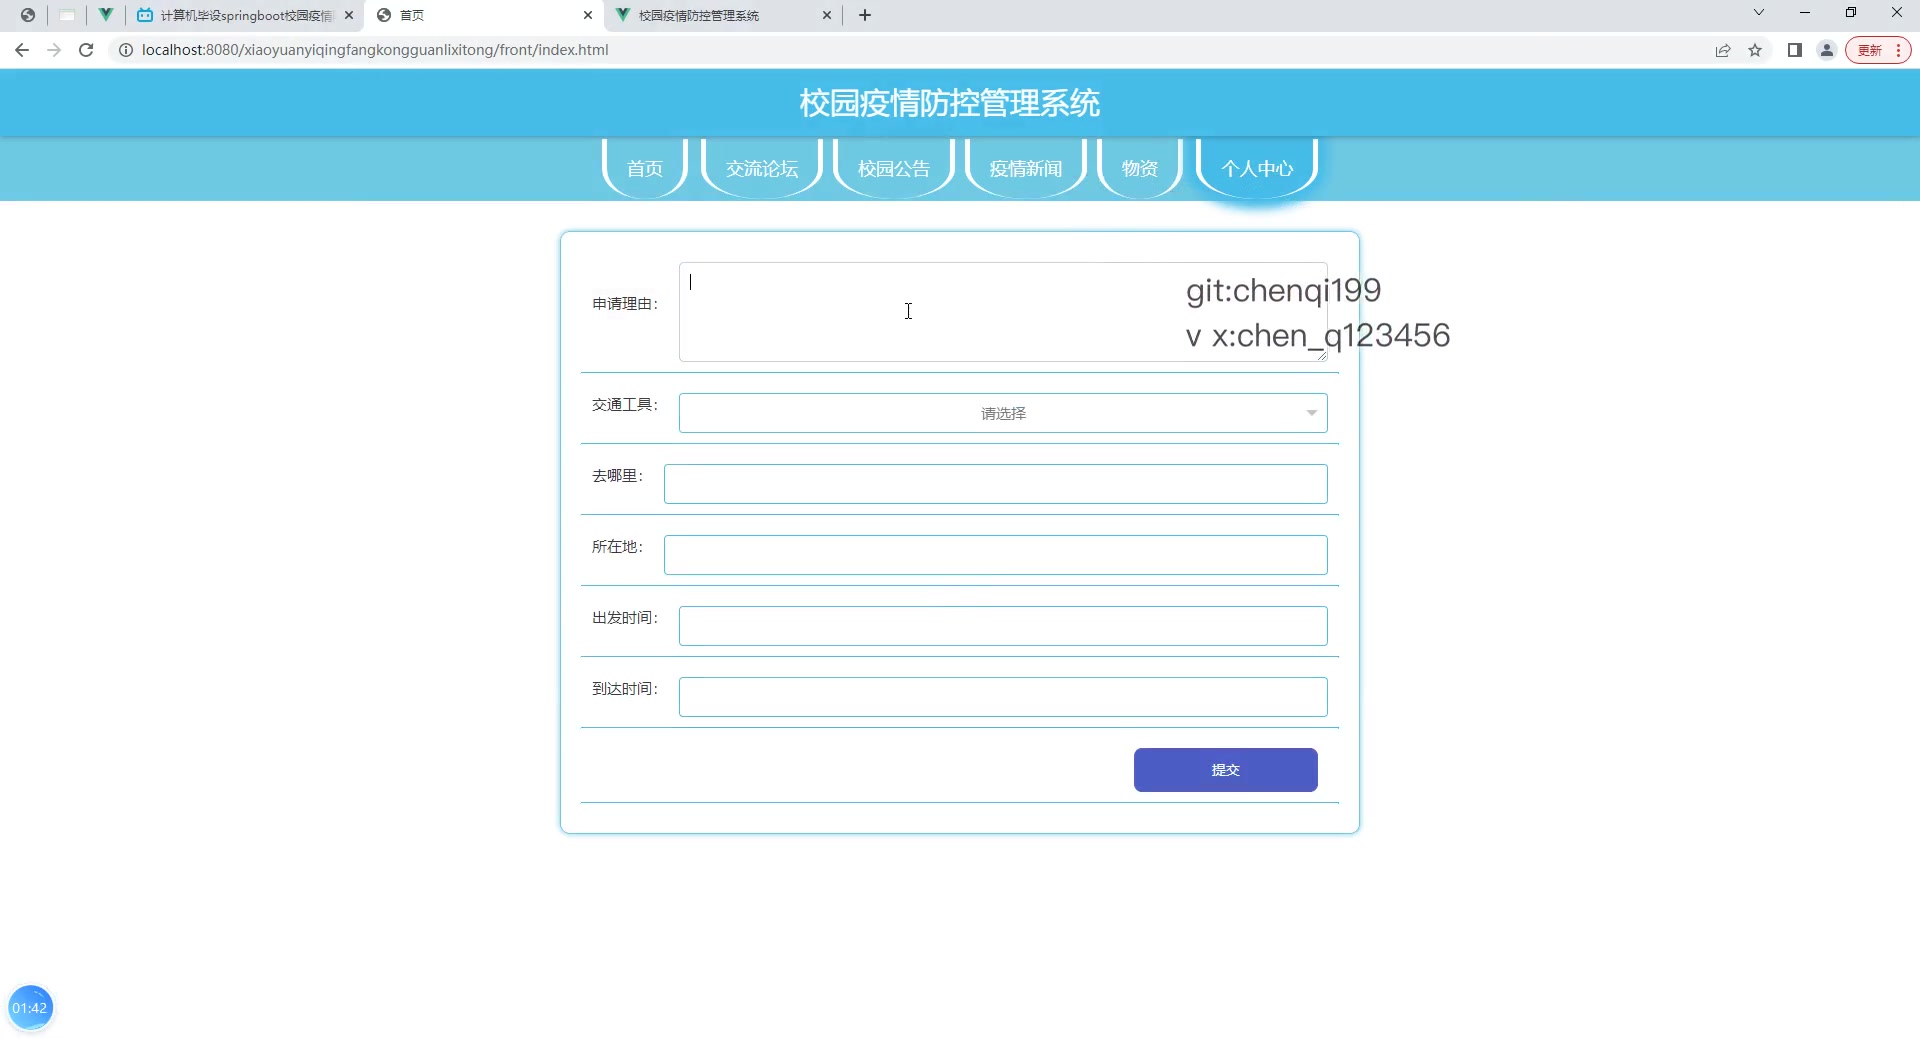 计算机毕设springboot校园疫情
首页
校园疫情防控管理系统
localhost:8080/xiaoyuanyiqingfangkongguanlixitong/front/index.html
更新
校园疫情防控管理系统
首页
交流论坛
校园公告
疫情新闻
物资
个人中心
申请理由：
git:chenqi199
v x:chen_q123456
交通工具：
请选择
去哪里：
所在地：
出发时间：
到达时间：
提交
01:42